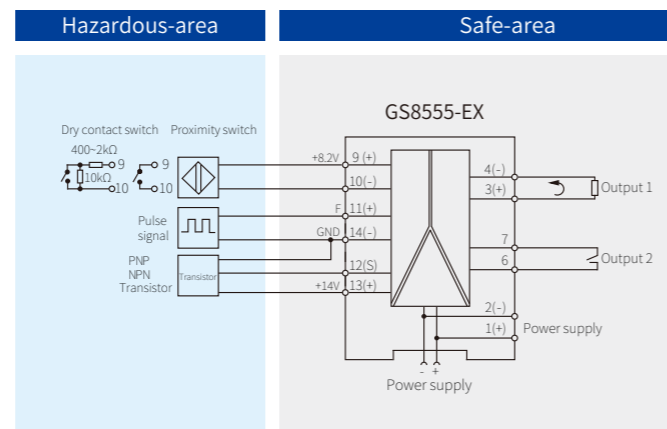 Hazardous-area
Safe-area
GS8555-EX
Dry contact switch
Proximity switch
400~2kΩ
9
9
10kΩ
10
10
+8.2V
9 (+)
10(-)
4(-)
3(+)
Output 1
Pulse
signal
F
11(+)
GND
14(-)
7
6
Output 2
PNP
NPN
Transistor
Transistor
12(S)
+14V
13(+)
2(-)
1(+)
Power supply
- +
Power supply